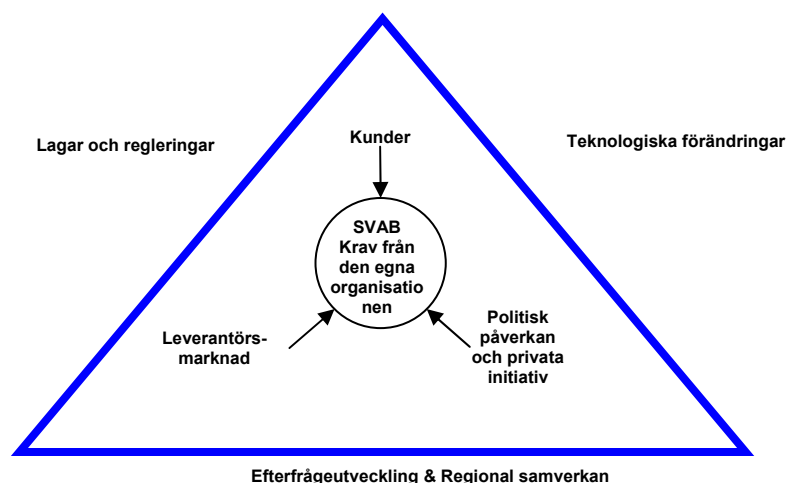 Kunder
Lagar och regleringar
Teknologiska förändringar
SVAB
Krav från
den egna
organisatio
nen
Leverantörs-
marknad
Politisk
påverkan
och privata
initiativ
Efterfrågeutveckling & Regional samverkan